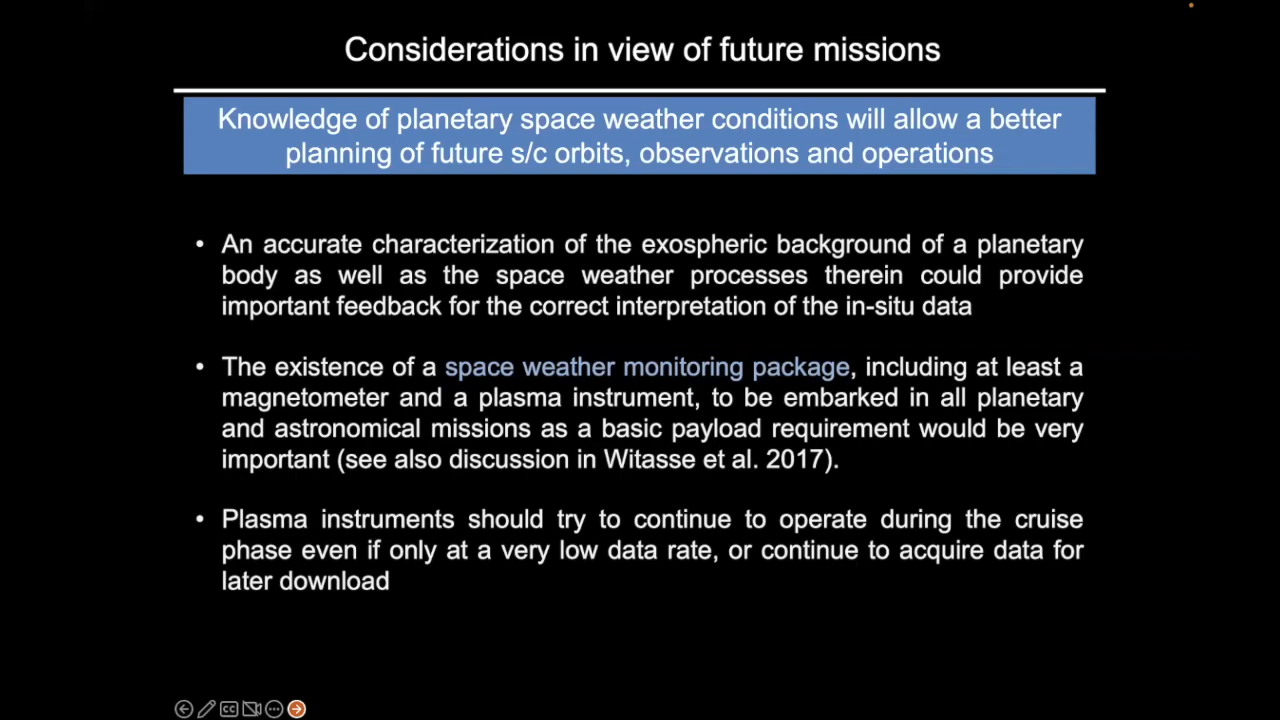 Considerations in view of future missions
Knowledge of planetary space weather conditions will allow a better
planning of future s/c orbits, observations and operations
• An accurate characterization of the exospheric background of a planetary
body as well as the space weather processes therein could provide
important feedback for the correct interpretation of the in-situ data
• The existence of a space weather monitoring package, including at least a
magnetometer and a plasma instrument, to be embarked in all planetary
and astronomical missions as a basic payload requirement would be very
important (see also discussion in Witasse et al. 2017).
• Plasma instruments should try to continue to operate during the cruise
phase even if only at a very low data rate, or continue to acquire data for
later download
CC